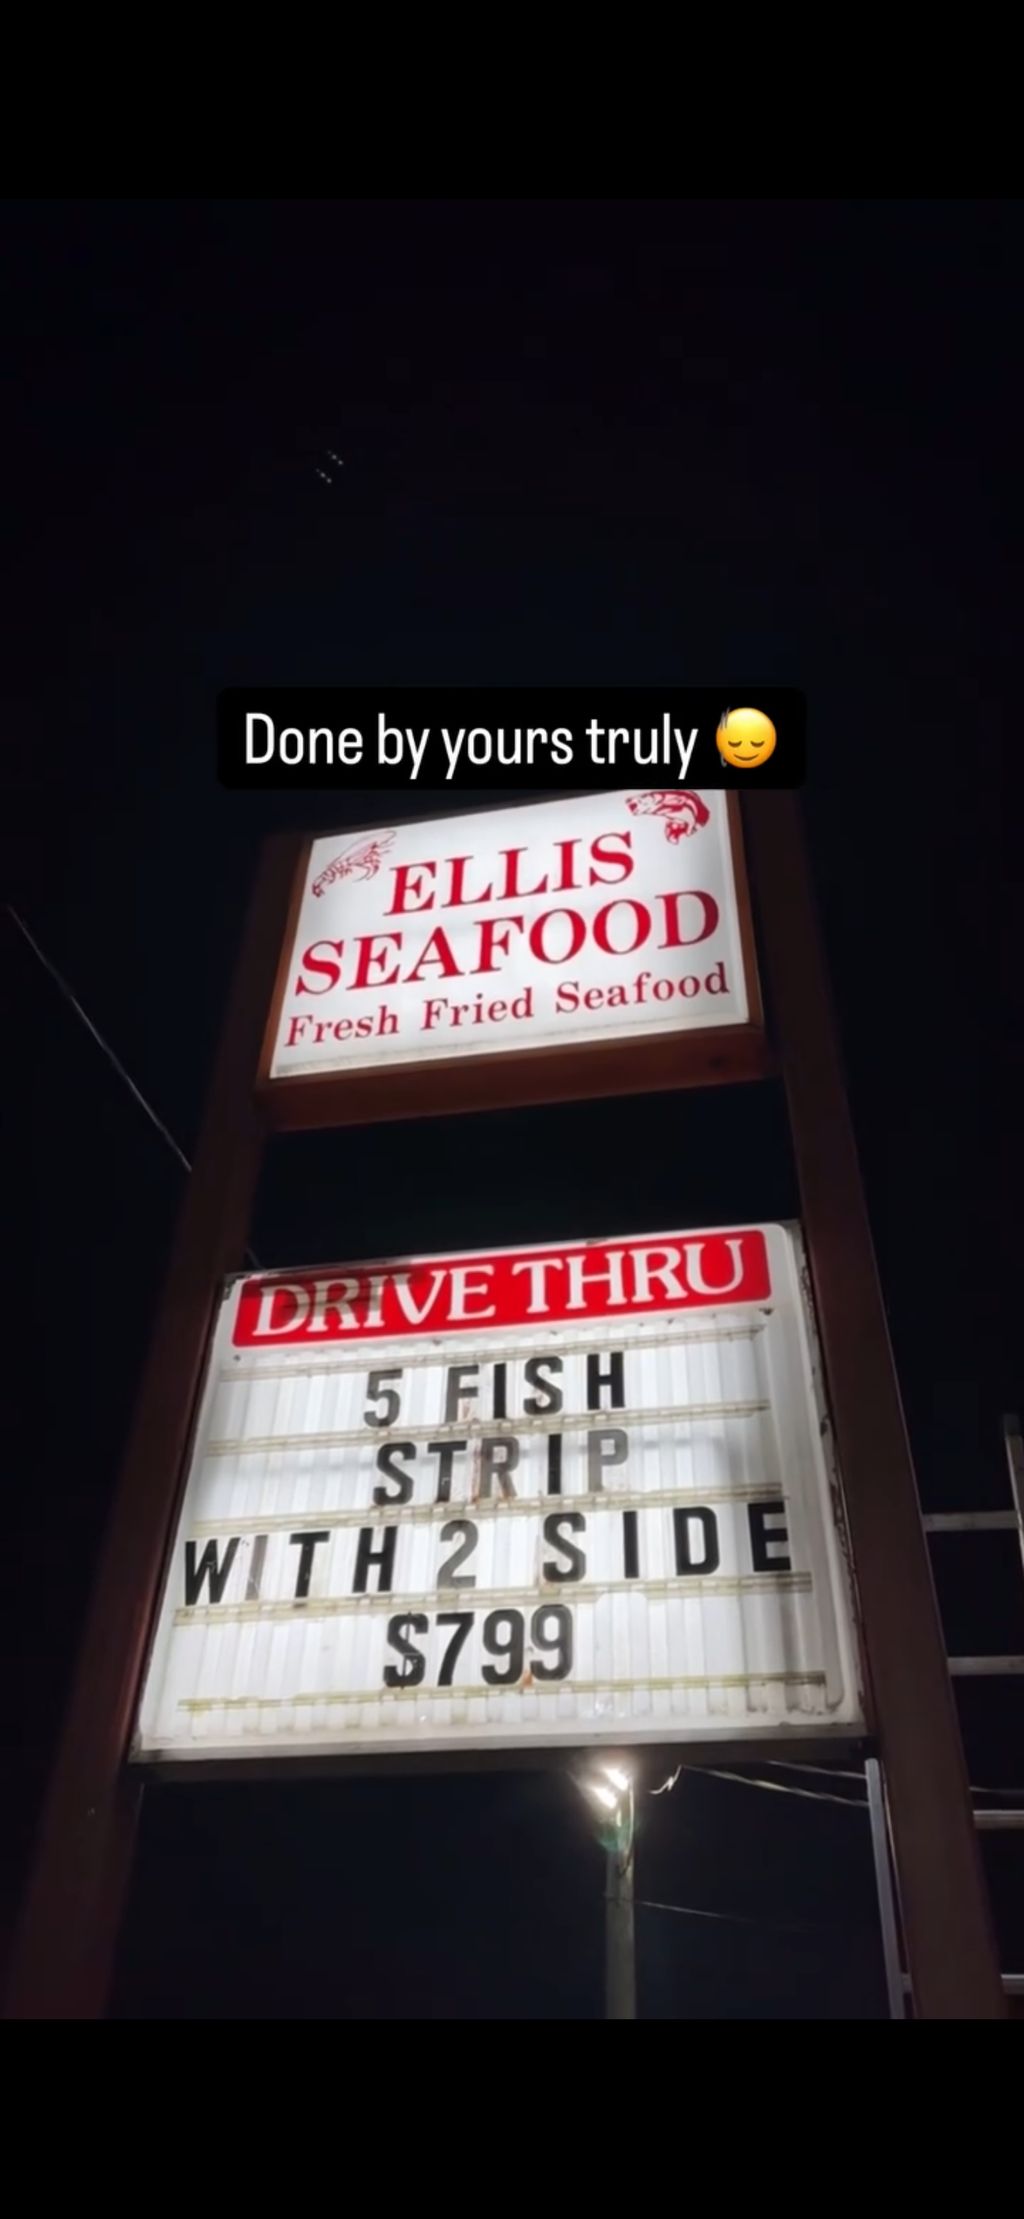 Done by yours truly 😔
ELLIS
SEAFOOD
Fresh Fried Seafood
DRIVE THRU
5 FISH
STRIP
WITH 2 SIDE
$799